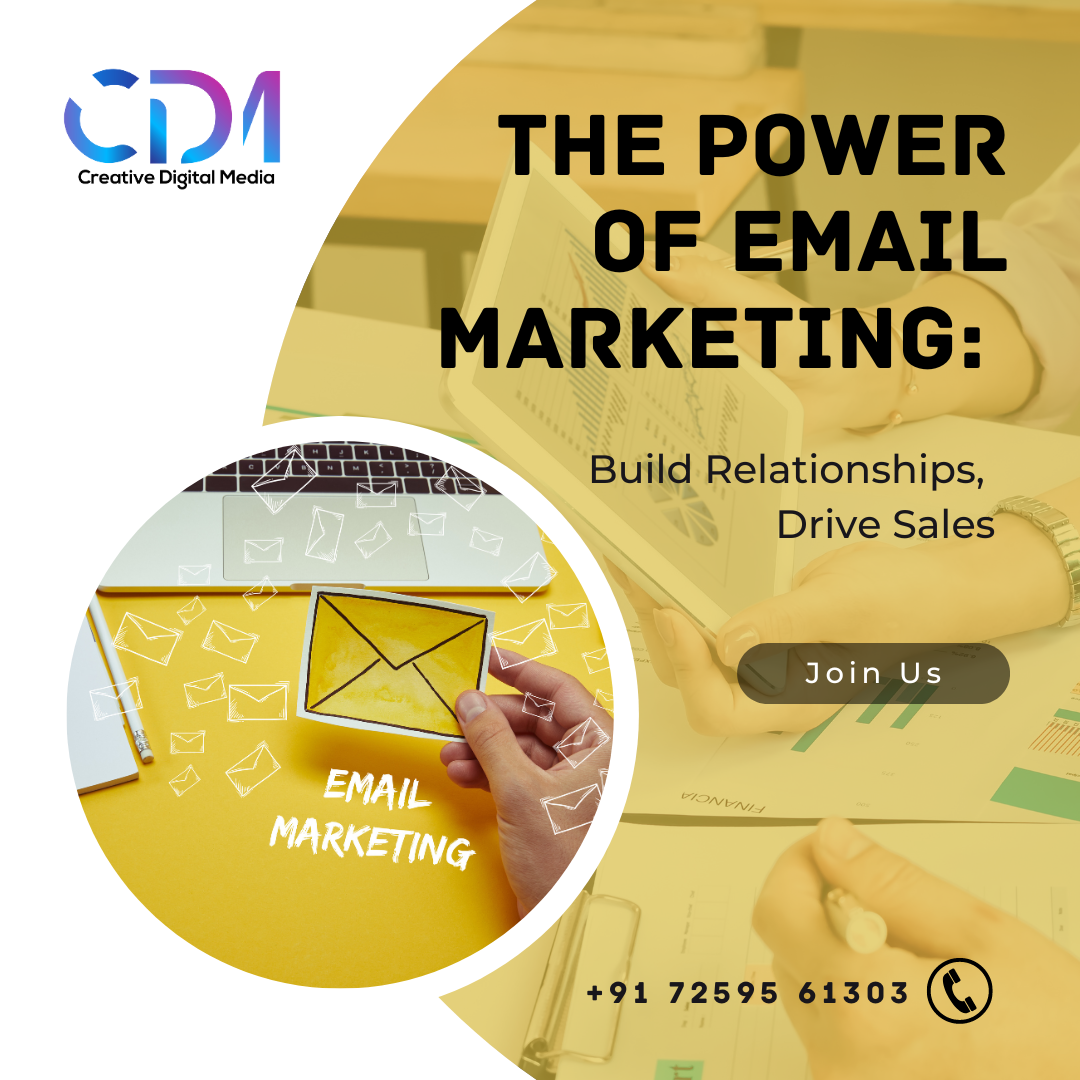 CDM
Creative Digital Media
THE POWER
OF EMAIL
MARKETING:
Build Relationships,
Drive Sales
Join Us
EMAIL
MARKETING
FINANCIA
+91 72595 61303